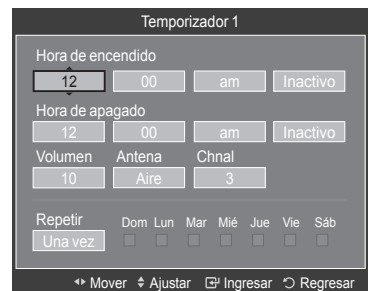 Temporizador 1
Hora de encendido
12 00 am Inactivo
Hora de apagado
12 00 am Inactivo
Volumen Antena Chnal
10 Aire 3
Repetir Dom Lun Mar Mié Jue Vie Sáb
Una vez
Mover Ajustar Ingresar Regresar